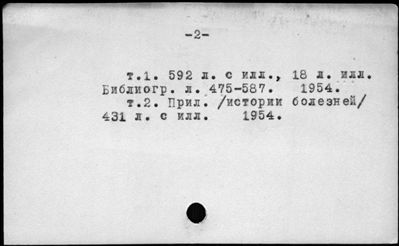 -2-
т.1. 592 л. с илл., 18 л. илл.
Библиогр. л. 475-587. 1954.
т.2. Прил. /истории болезней/
431 л. с илл. 1954.